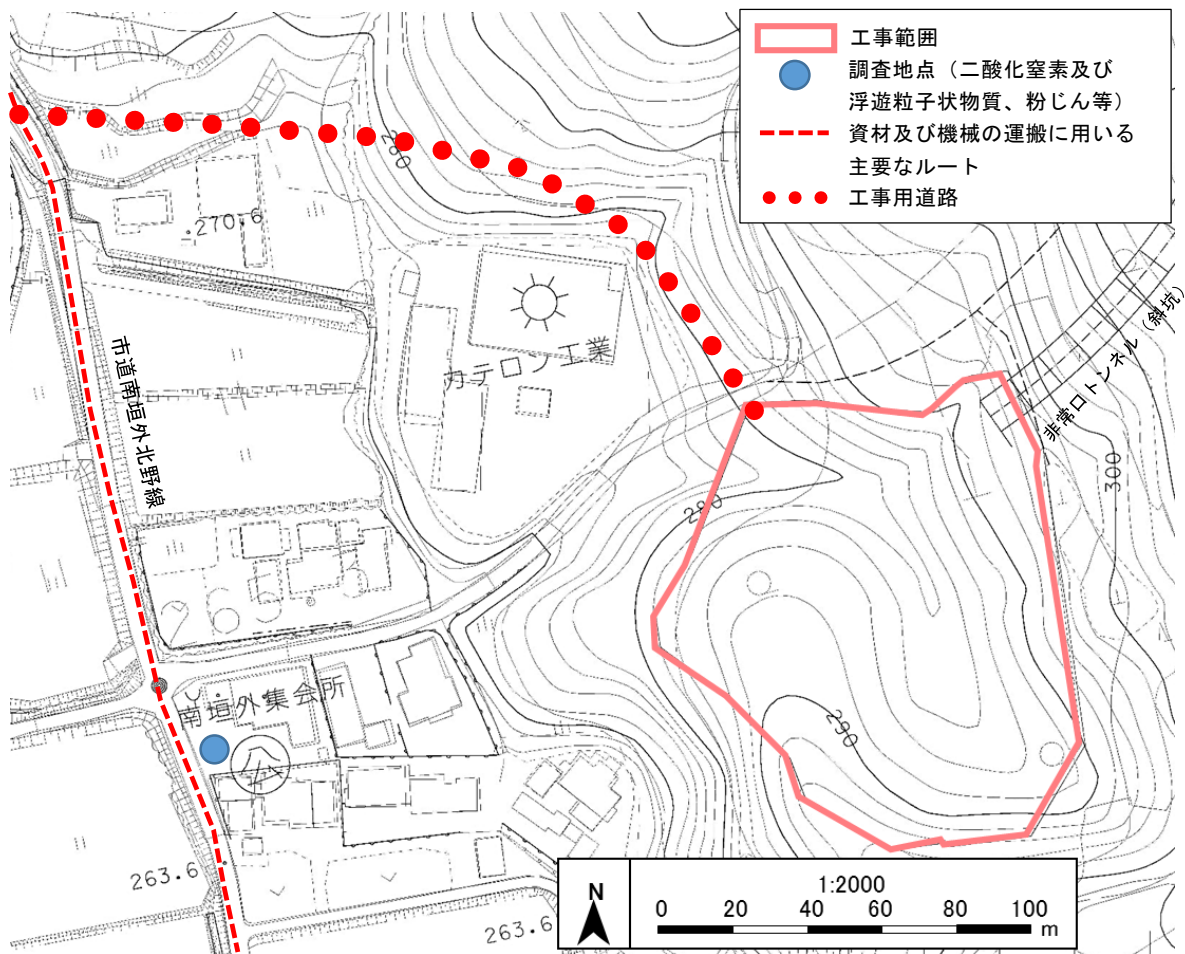 工事範囲
調査地点（二酸化窒素及び
浮遊粒子状物質、粉じん等）
資材及び機械の運搬に用いる
主要なルート
工事用道路
280
270.6
カテロン工業
市道南垣外北野線
非常口トンネル（斜坑）
300
280
南垣外集会所
公
290
263.6
263.6
N
1:2000
0 20 40 60 80 100
m